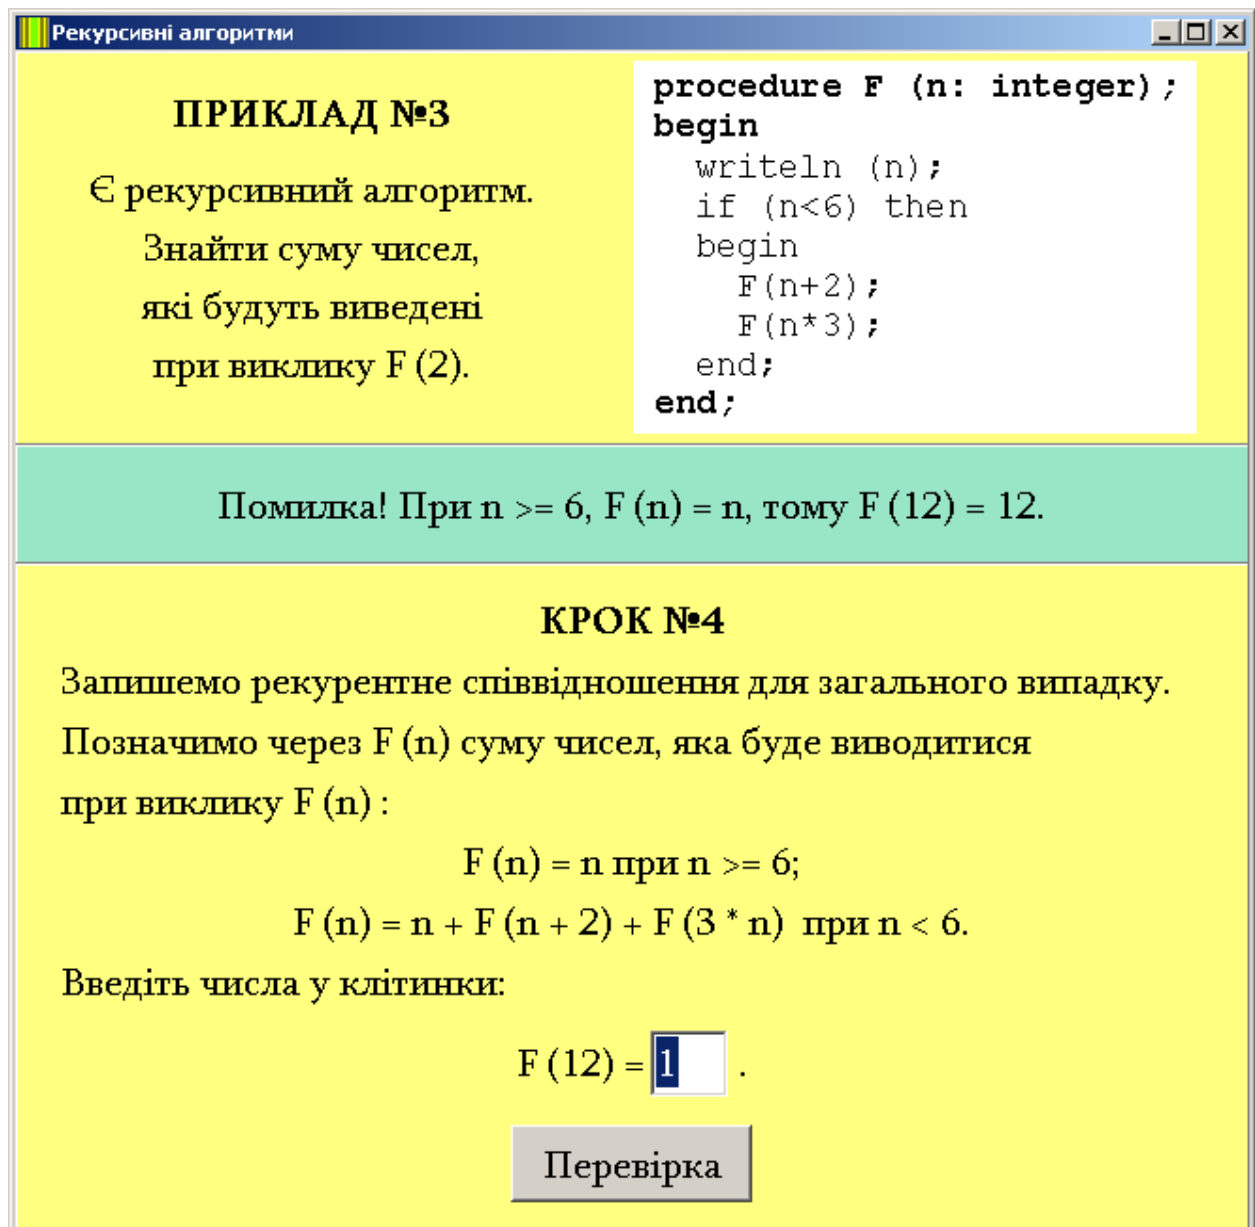 Рекурсивні алгоритми
ПРИКЛАД №3
Є рекурсивний алгоритм.
Знайти суму чисел,
які будуть виведені
при виклику F (2).
procedure F (n: integer);
begin
writeln (n);
if (n<6) then
begin
F(n+2);
F(n*3);
end;
end;
Помилка! При n >= 6, F (n) = n, тому F (12) = 12.
КРОК №4
Запишемо рекурентне співвідношення для загального випадку.
Позначимо через F (n) суму чисел, яка буде виводитися
при виклику F (n) :
F (n) = n при n >= 6;
F (n) = n + F (n + 2) + F (3 * n) при n < 6.
Введіть числа у клітинки:
F (12) = 1 .
Перевірка